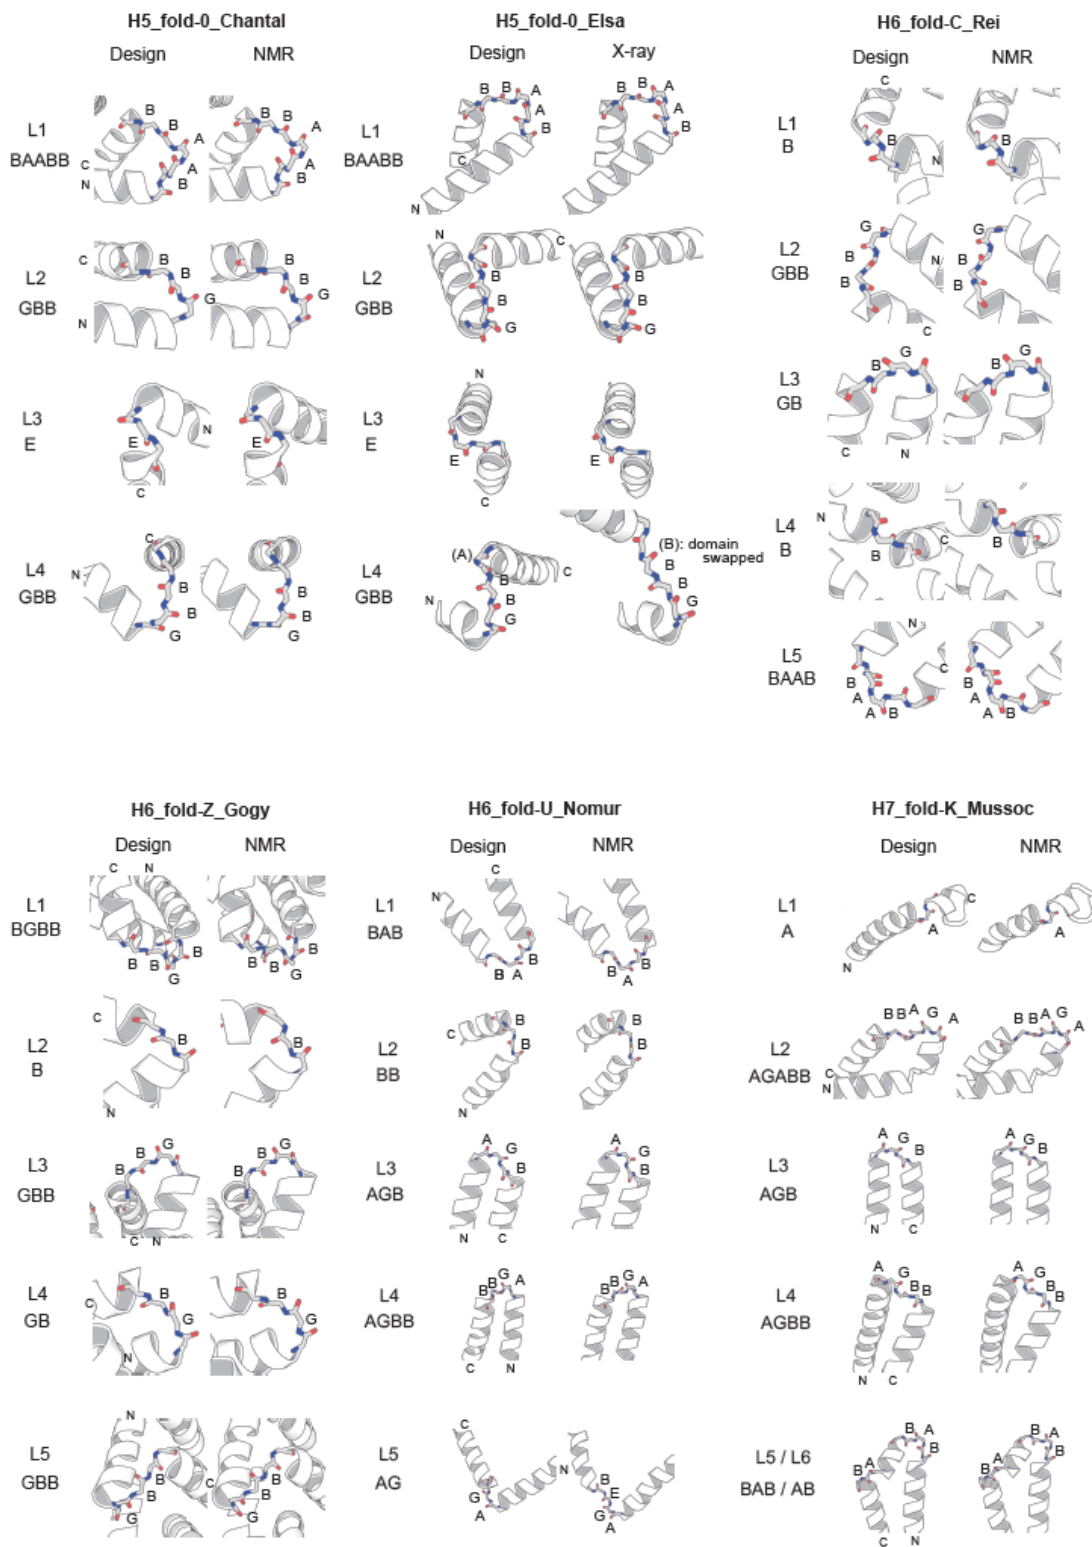 H5_fold-0_Chantal
Design NMR
L1
BAABB
B B A A B
B B A A B
C
N
L2
GBB
C
B B G
B B G
N
L3
E
E
N
C
E
L4
GBB
C
N
B B G
B B G
H5_fold-0_Elsa
Design X-ray
L1
BAABB
B B A A B
B B A A B
C
N
L2
GBB
N
C
B B G
B B G
L3
E
N
E
C
E
L4
GBB
(A)
B B G
C
N
(B): domain
swapped
B B G
H6_fold-C_Rei
Design NMR
L1
B
C
B
N
B
L2
GBB
G B B
N
C
G B B
L3
GB
B G
B G
C N
L4
B
N
B
C
B
L5
BAAB
N
C
B A A B
B A A B
H6_fold-Z_Gogy
Design NMR
C N
L1
BGBB
B B G B
B B G B
L2
B
C
B
N
B
L3
GBB
B B G
B B G
C N
L4
GB
C
B G
N
B G
L5
GBB
N
B B G
C
B B G
H6_fold-U_Nomur
Design NMR
C
L1
BAB
B A B
B A B
N
L2
BB
C
B B
N
B B
L3
AGB
A G B
A G B
N C
L4
AGBB
B B G A
B B G A
C N
L5
AG
C
G A
N
B E G A
H7_fold-K_Mussoc
Design NMR
L1
A
C
A
N
A
L2
AGABB
B B A G A
B B A G A
C
N
L3
AGB
A G B
A G B
N C
L4
AGBB
A G B B
A G B B
N C
L5 / L6
BAB / AB
B A B
B A
B A B
B A
C N